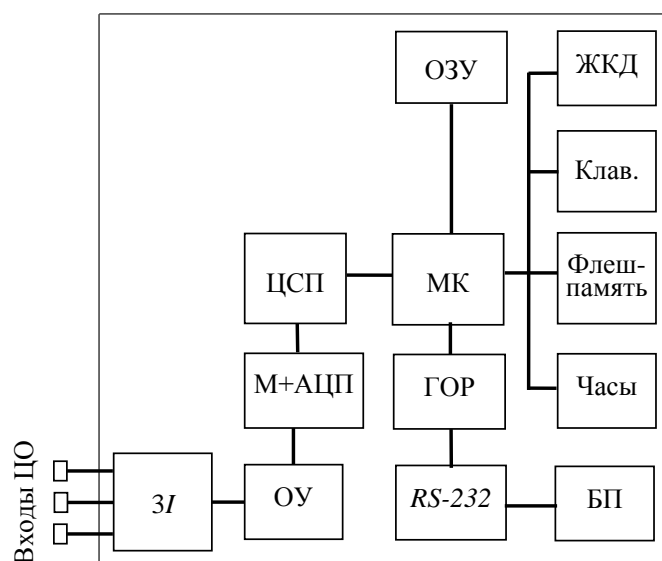 ОЗУ
ЖКД
Клав.
ЦСП
МК
Флеш-
память
М+АЦП
ГОР
Часы
Входы ЦО
3I
ОУ
RS-232
БП